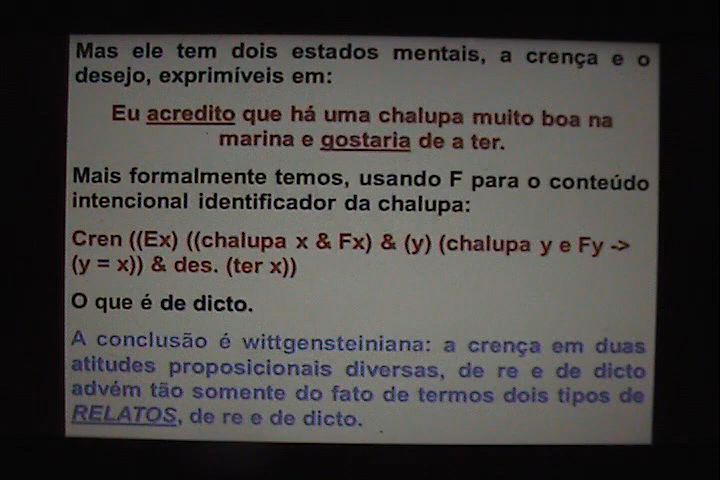 Mas ele tem dois estados mentais, a crença e o
desejo, exprimíveis em:
Eu acredito que há uma chalupa muito boa na
marina e gostaria de a ter.
Mais formalmente temos, usando F para o conteúdo
intencional identificador da chalupa:
Cren ((Ex) ((chalupa x & Fx) & (y) (chalupa y e Fy ->
(y = x)) & des. (ter x))
O que é de dicto.
A conclusão é wittgensteiniana: a crença em duas
atitudes proposicionais diversas, de re e de dicto
advém tão somente do fato de termos dois tipos de
RELATOS, de re e de dicto.